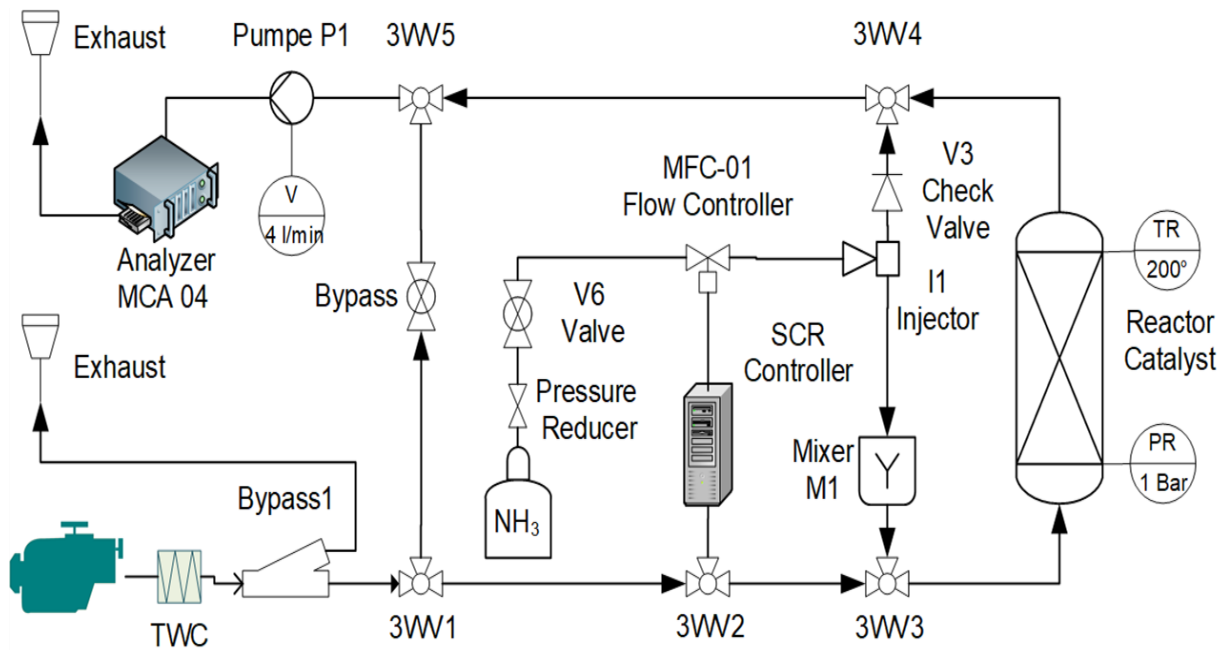 Exhaust
Pumpe P1
3WV5
3WV4
V
4 l/min
Analyzer
MCA 04
MFC-01
Flow Controller
V3
Check
Valve
TR
200°
Bypass
V6
Valve
I1
Injector
Reactor
Catalyst
Exhaust
SCR
Controller
Pressure
Reducer
Mixer
M1
PR
1 Bar
Bypass1
NH₃
TWC
3WV1
3WV2
3WV3